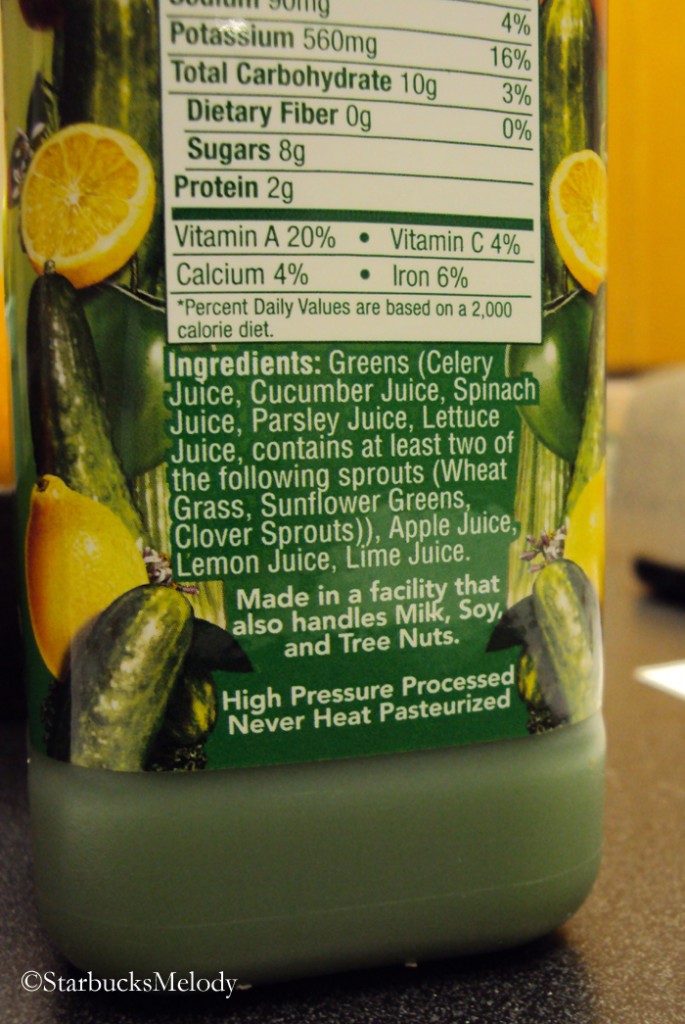 Sodium 90mg 4%
Potassium 560mg 16%
Total Carbohydrate 10g 3%
Dietary Fiber 0g 0%
Sugars 8g
Protein 2g
Vitamin A 20% • Vitamin C 4%
Calcium 4% • Iron 6%
*Percent Daily Values are based on a 2,000
calorie diet.
Ingredients: Greens (Celery
Juice, Cucumber Juice, Spinach
Juice, Parsley Juice, Lettuce
Juice, contains at least two of
the following sprouts (Wheat
Grass, Sunflower Greens,
Clover Sprouts)), Apple Juice,
Lemon Juice, Lime Juice.
Made in a facility that
also handles Milk, Soy,
and Tree Nuts.
High Pressure Processed
Never Heat Pasteurized
©StarbucksMelody